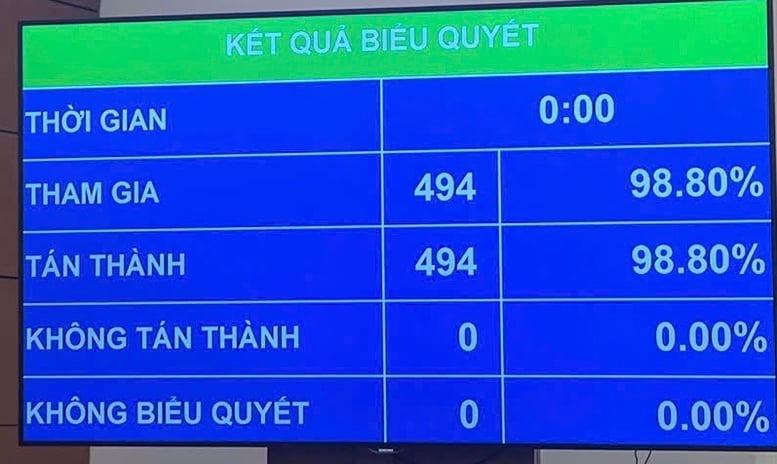 KẾT QUẢ BIỂU QUYẾT
THỜI GIAN 0:00
THAM GIA 494 98.80%
TÁN THÀNH 494 98.80%
KHÔNG TÁN THÀNH 0 0.00%
KHÔNG BIỂU QUYẾT 0 0.00%